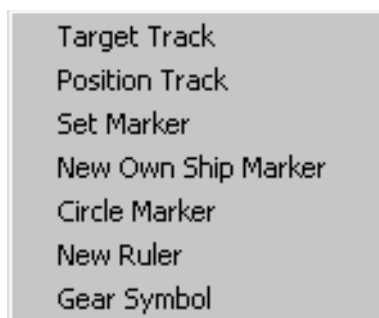 Target Track
Position Track
Set Marker
New Own Ship Marker
Circle Marker
New Ruler
Gear Symbol